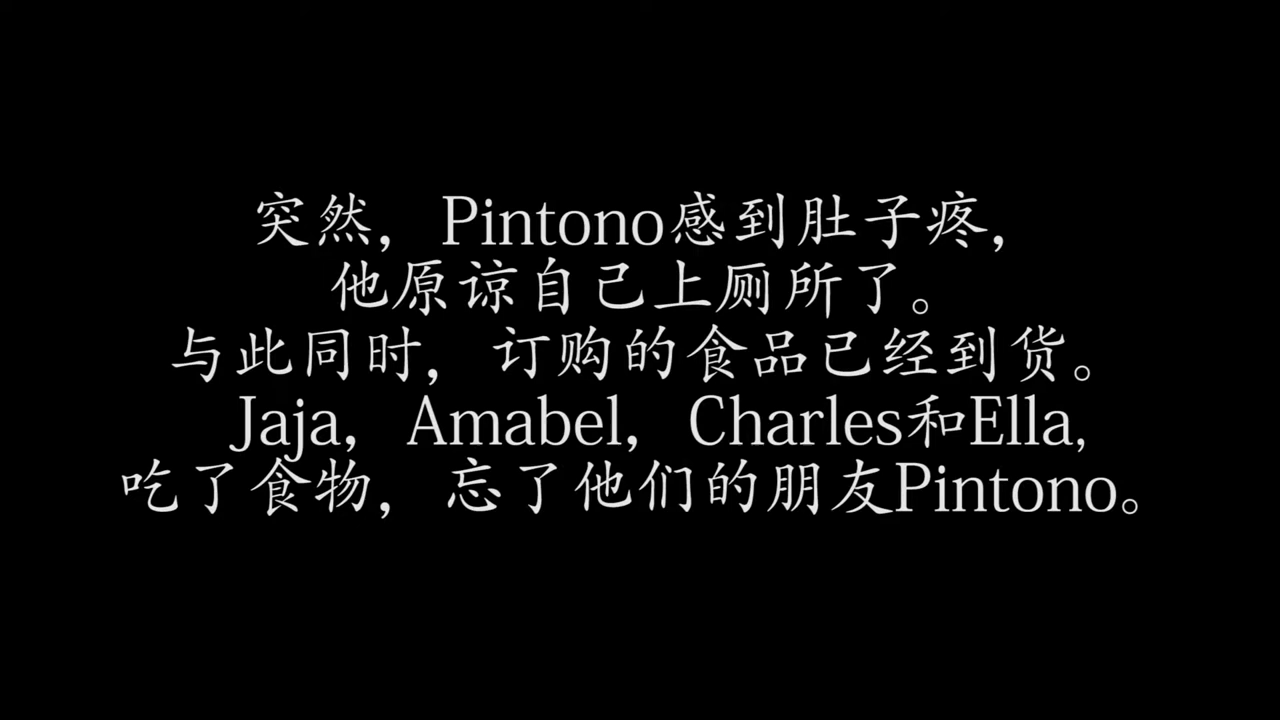 突然，Pintono感到肚子疼，
他原谅自己上厕所了。
与此同时，订购的食品已经到货。
Jaja，Amabel，Charles和Ella,
吃了食物，忘了他们的朋友Pintono。